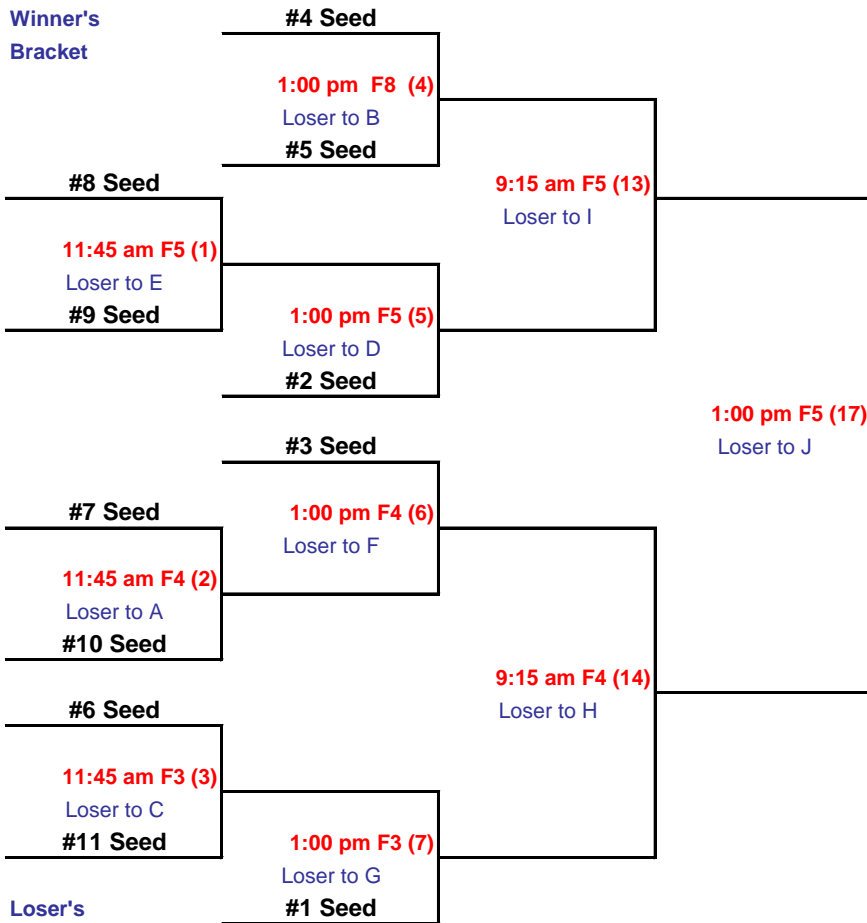 Winner's
#4 Seed
Bracket
1:00 pm F8 (4)
Loser to B
#5 Seed
#8 Seed
9:15 am F5 (13)
Loser to I
11:45 am F5 (1)
Loser to E
#9 Seed
1:00 pm F5 (5)
Loser to D
#2 Seed
1:00 pm F5 (17)
#3 Seed
Loser to J
#7 Seed
1:00 pm F4 (6)
Loser to F
11:45 am F4 (2)
Loser to A
#10 Seed
9:15 am F4 (14)
#6 Seed
Loser to H
11:45 am F3 (3)
Loser to C
#11 Seed
1:00 pm F3 (7)
Loser to G
Loser's
#1 Seed